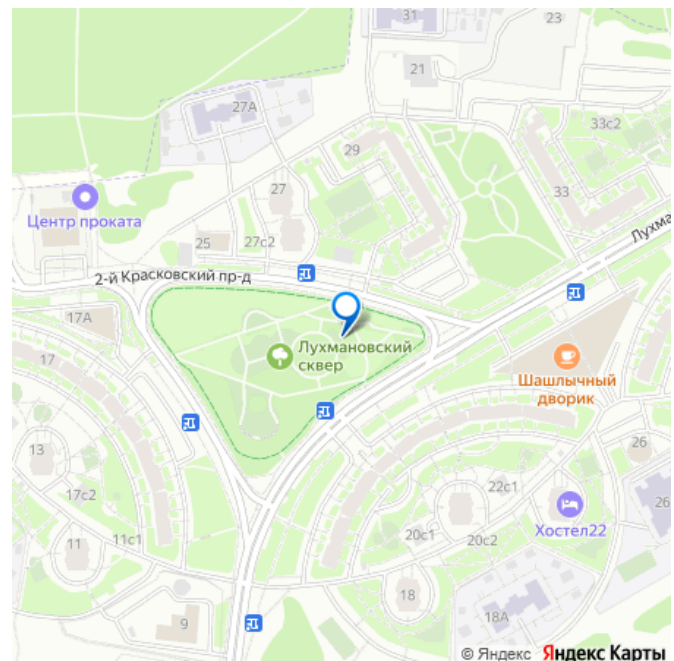 31
23
21
27А
33с2
29
33
27
Центр проката
25
27с2
Лухма
2-й Красковский пр-д
17А
Лухмановский
сквер
17
Шашлычный
дворик
13
26
17с2
22с1
26
11
11с1
20с1
20с2
Хостел22
18
9
18А
© Яндекс Яндекс Карты